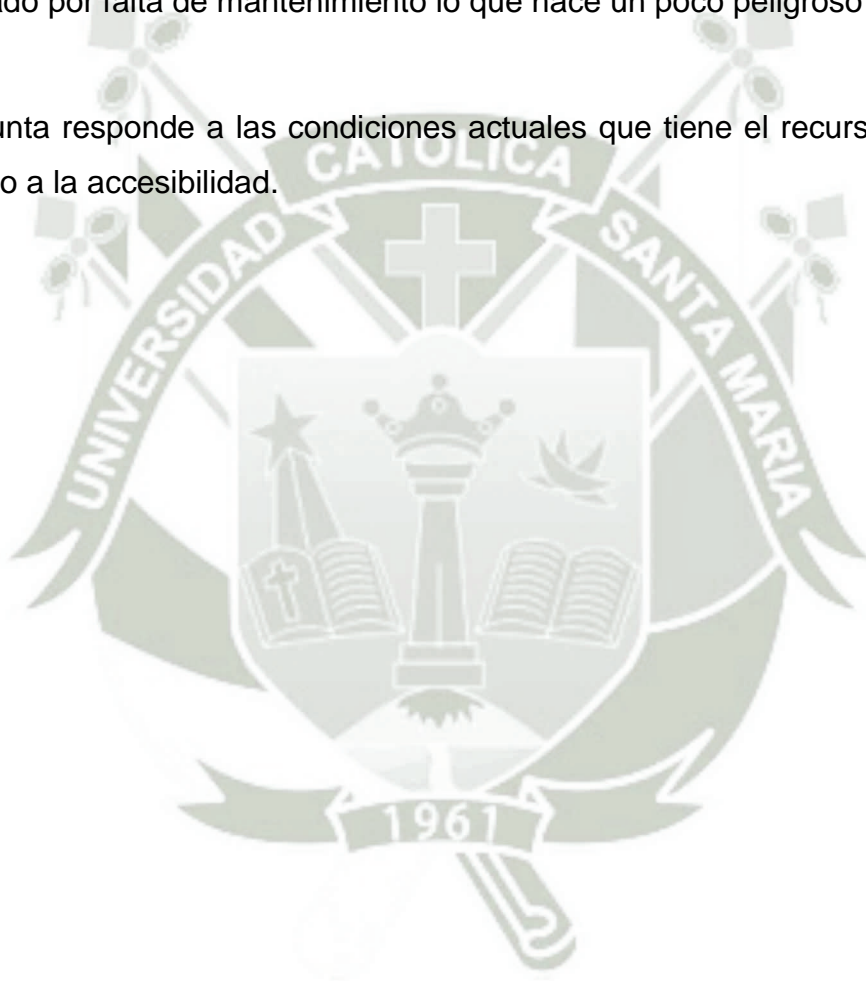 ado por falta de mantenimiento lo que hace un poco peligroso
unta responde a las condiciones actuales que tiene el recurs
o a la accesibilidad.
UNIVERSIDAD CATOLICA SANTA MARIA
1961